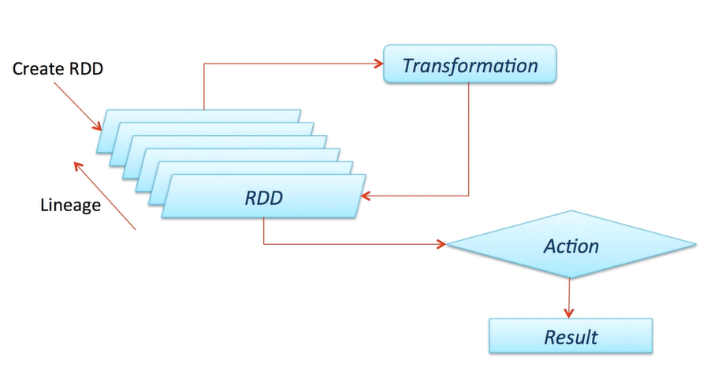 Create RDD
Transformation
Lineage
RDD
Action
Result